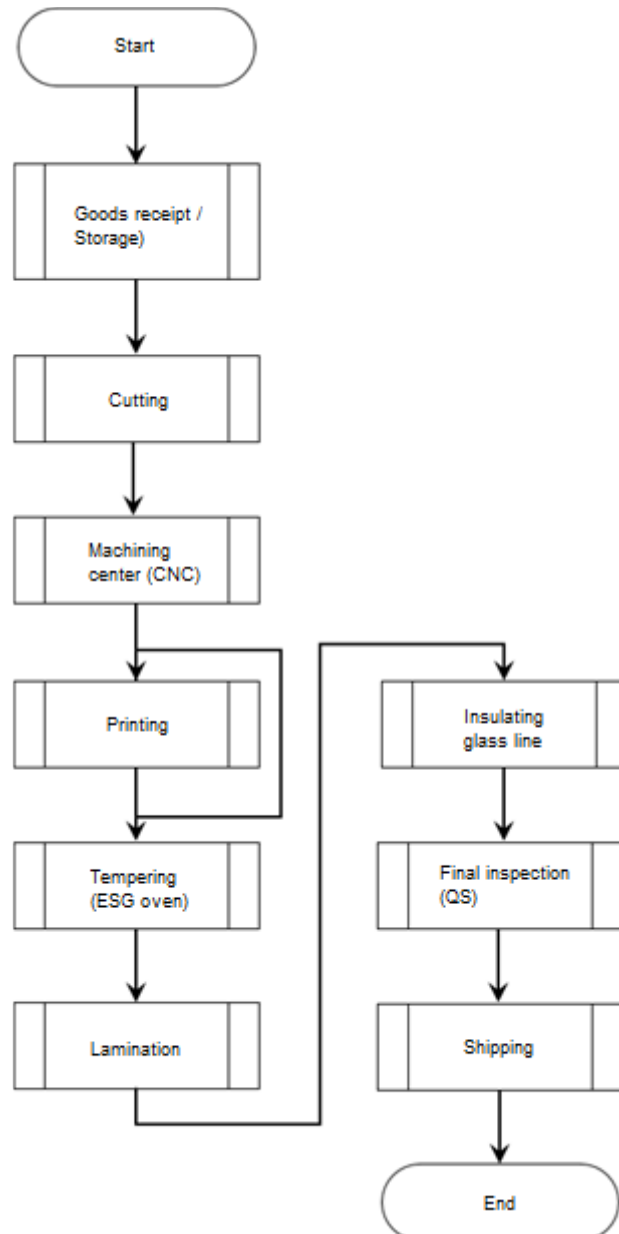 Start
Goods receipt /
Storage)
Cutting
Machining
center (CNC)
Printing
Tempering
(ESG oven)
Lamination
Insulating
glass line
Final inspection
(QS)
Shipping
End